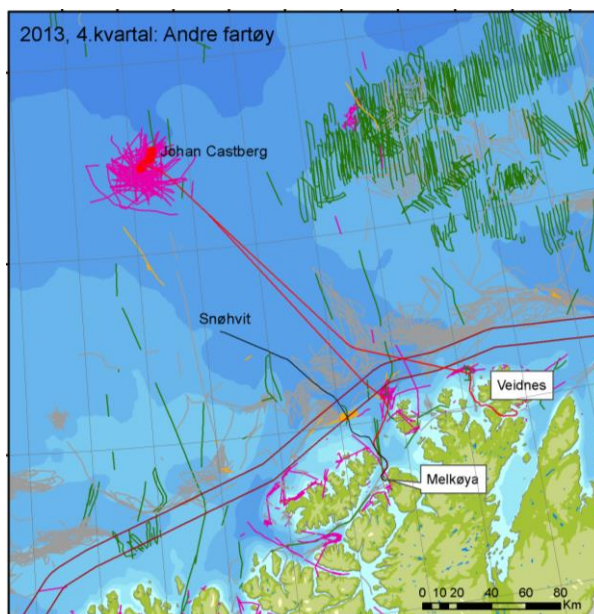 2013, 4.kvartal: Andre fartøy
Johan Castberg
Snøhvit
Veidnes
Melkøya
0 10 20 40 60 80
Km